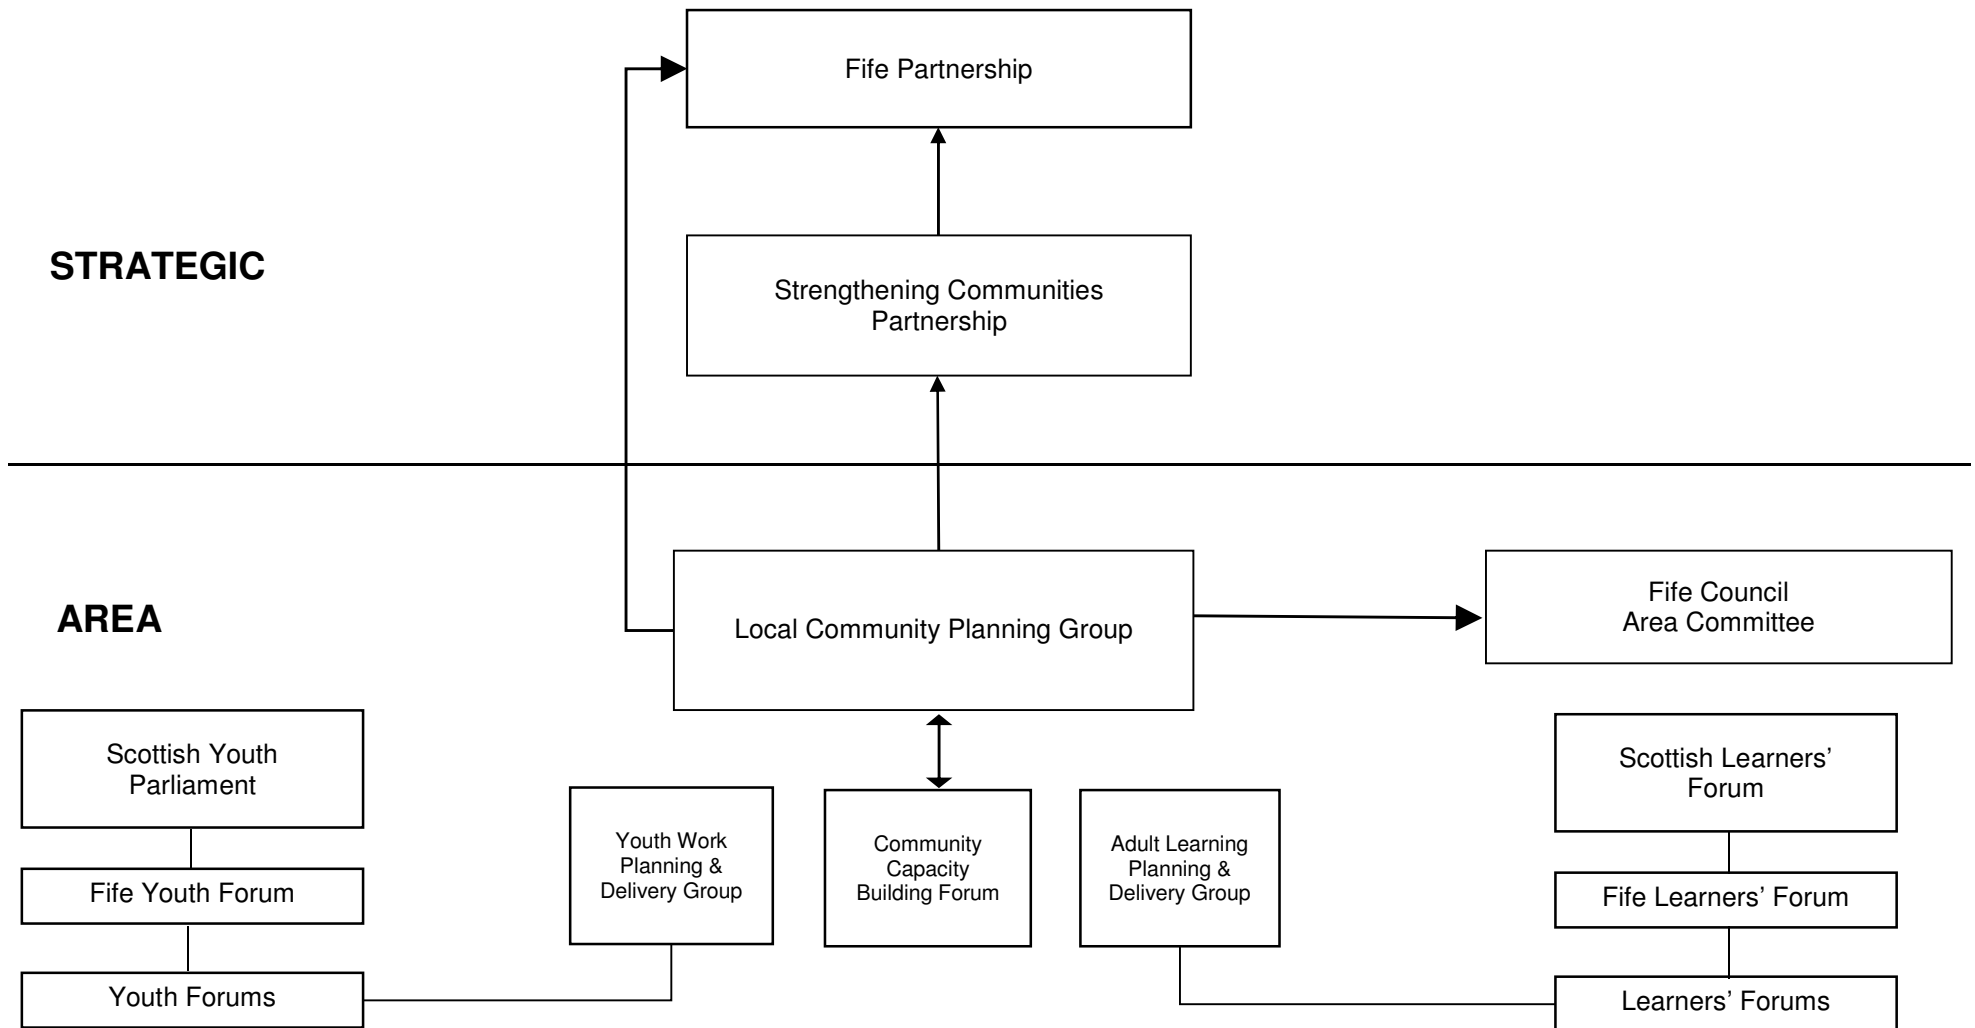 Fife Partnership
STRATEGIC
Strengthening Communities
Partnership
AREA
Local Community Planning Group
Fife Council
Area Committee
Scottish Youth
Parliament
Fife Youth Forum
Youth Forums
Youth Work
Planning &
Delivery Group
Community
Capacity
Building Forum
Adult Learning
Planning &
Delivery Group
Scottish Learners’
Forum
Fife Learners’ Forum
Learners’ Forums